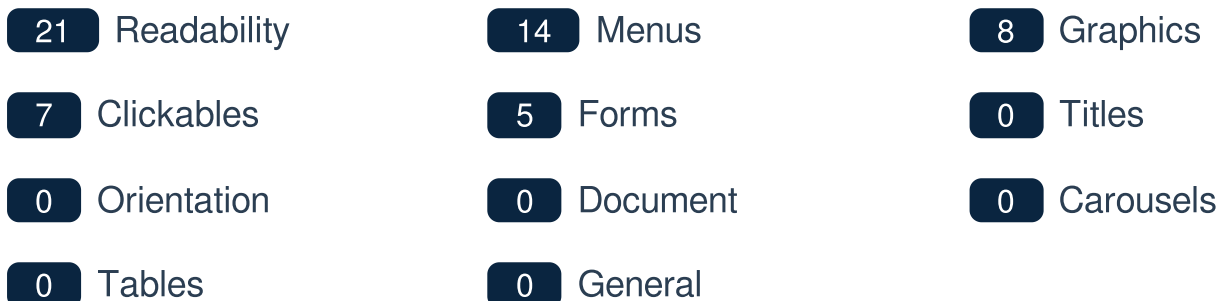 21 Readability 14 Menus 8 Graphics
7 Clickables 5 Forms 0 Titles
0 Orientation 0 Document 0 Carousels
0 Tables 0 General